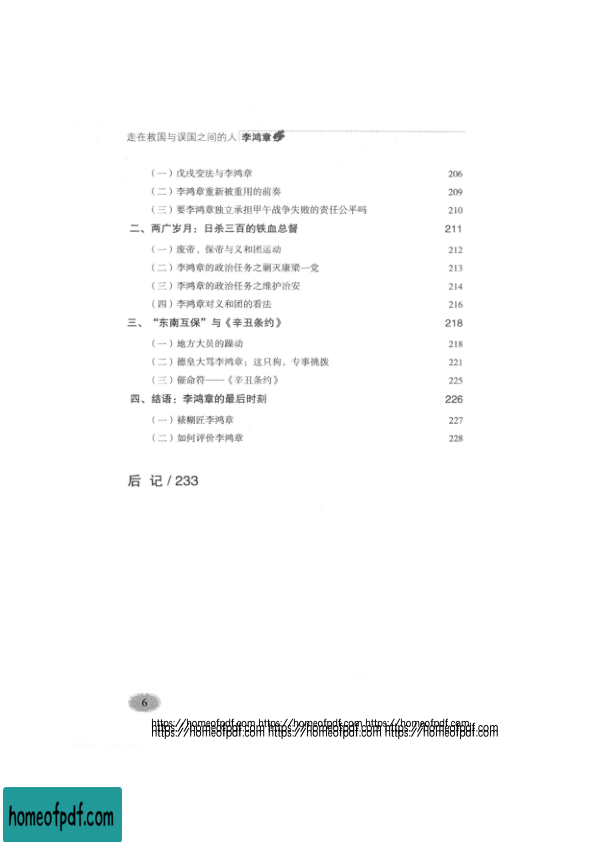 走在救国与误国之间的人 李鸿章
（一）戊戌变法与李鸿章 206
（二）李鸿章重新被重用的前奏 209
（三）要李鸿章独立承担甲午战争失败的责任公平吗 210
二、两广岁月：日杀三百的铁血总督 211
（一）废帝、保帝与义和团运动 212
（二）李鸿章的政治任务之剿灭康梁一党 213
（三）李鸿章的政治任务之维护治安 214
（四）李鸿章对义和团的看法 216
三、“东南互保”与《辛丑条约》 218
（一）地方大员的躁动 218
（二）德皇大骂李鸿章：这只狗，专事挑拨 221
（三）催命符——《辛丑条约》 225
四、结语：李鸿章的最后时刻 226
（一）裱糊匠李鸿章 227
（二）如何评价李鸿章 228
后 记 / 233
6
https://homeofpdf.com https://homeofpdf.com https://homeofpdf.com
https://homeofpdf.com https://homeofpdf.com https://homeofpdf.com
https://homeofpdf.com https://homeofpdf.com https://homeofpdf.com
homeofpdf.com